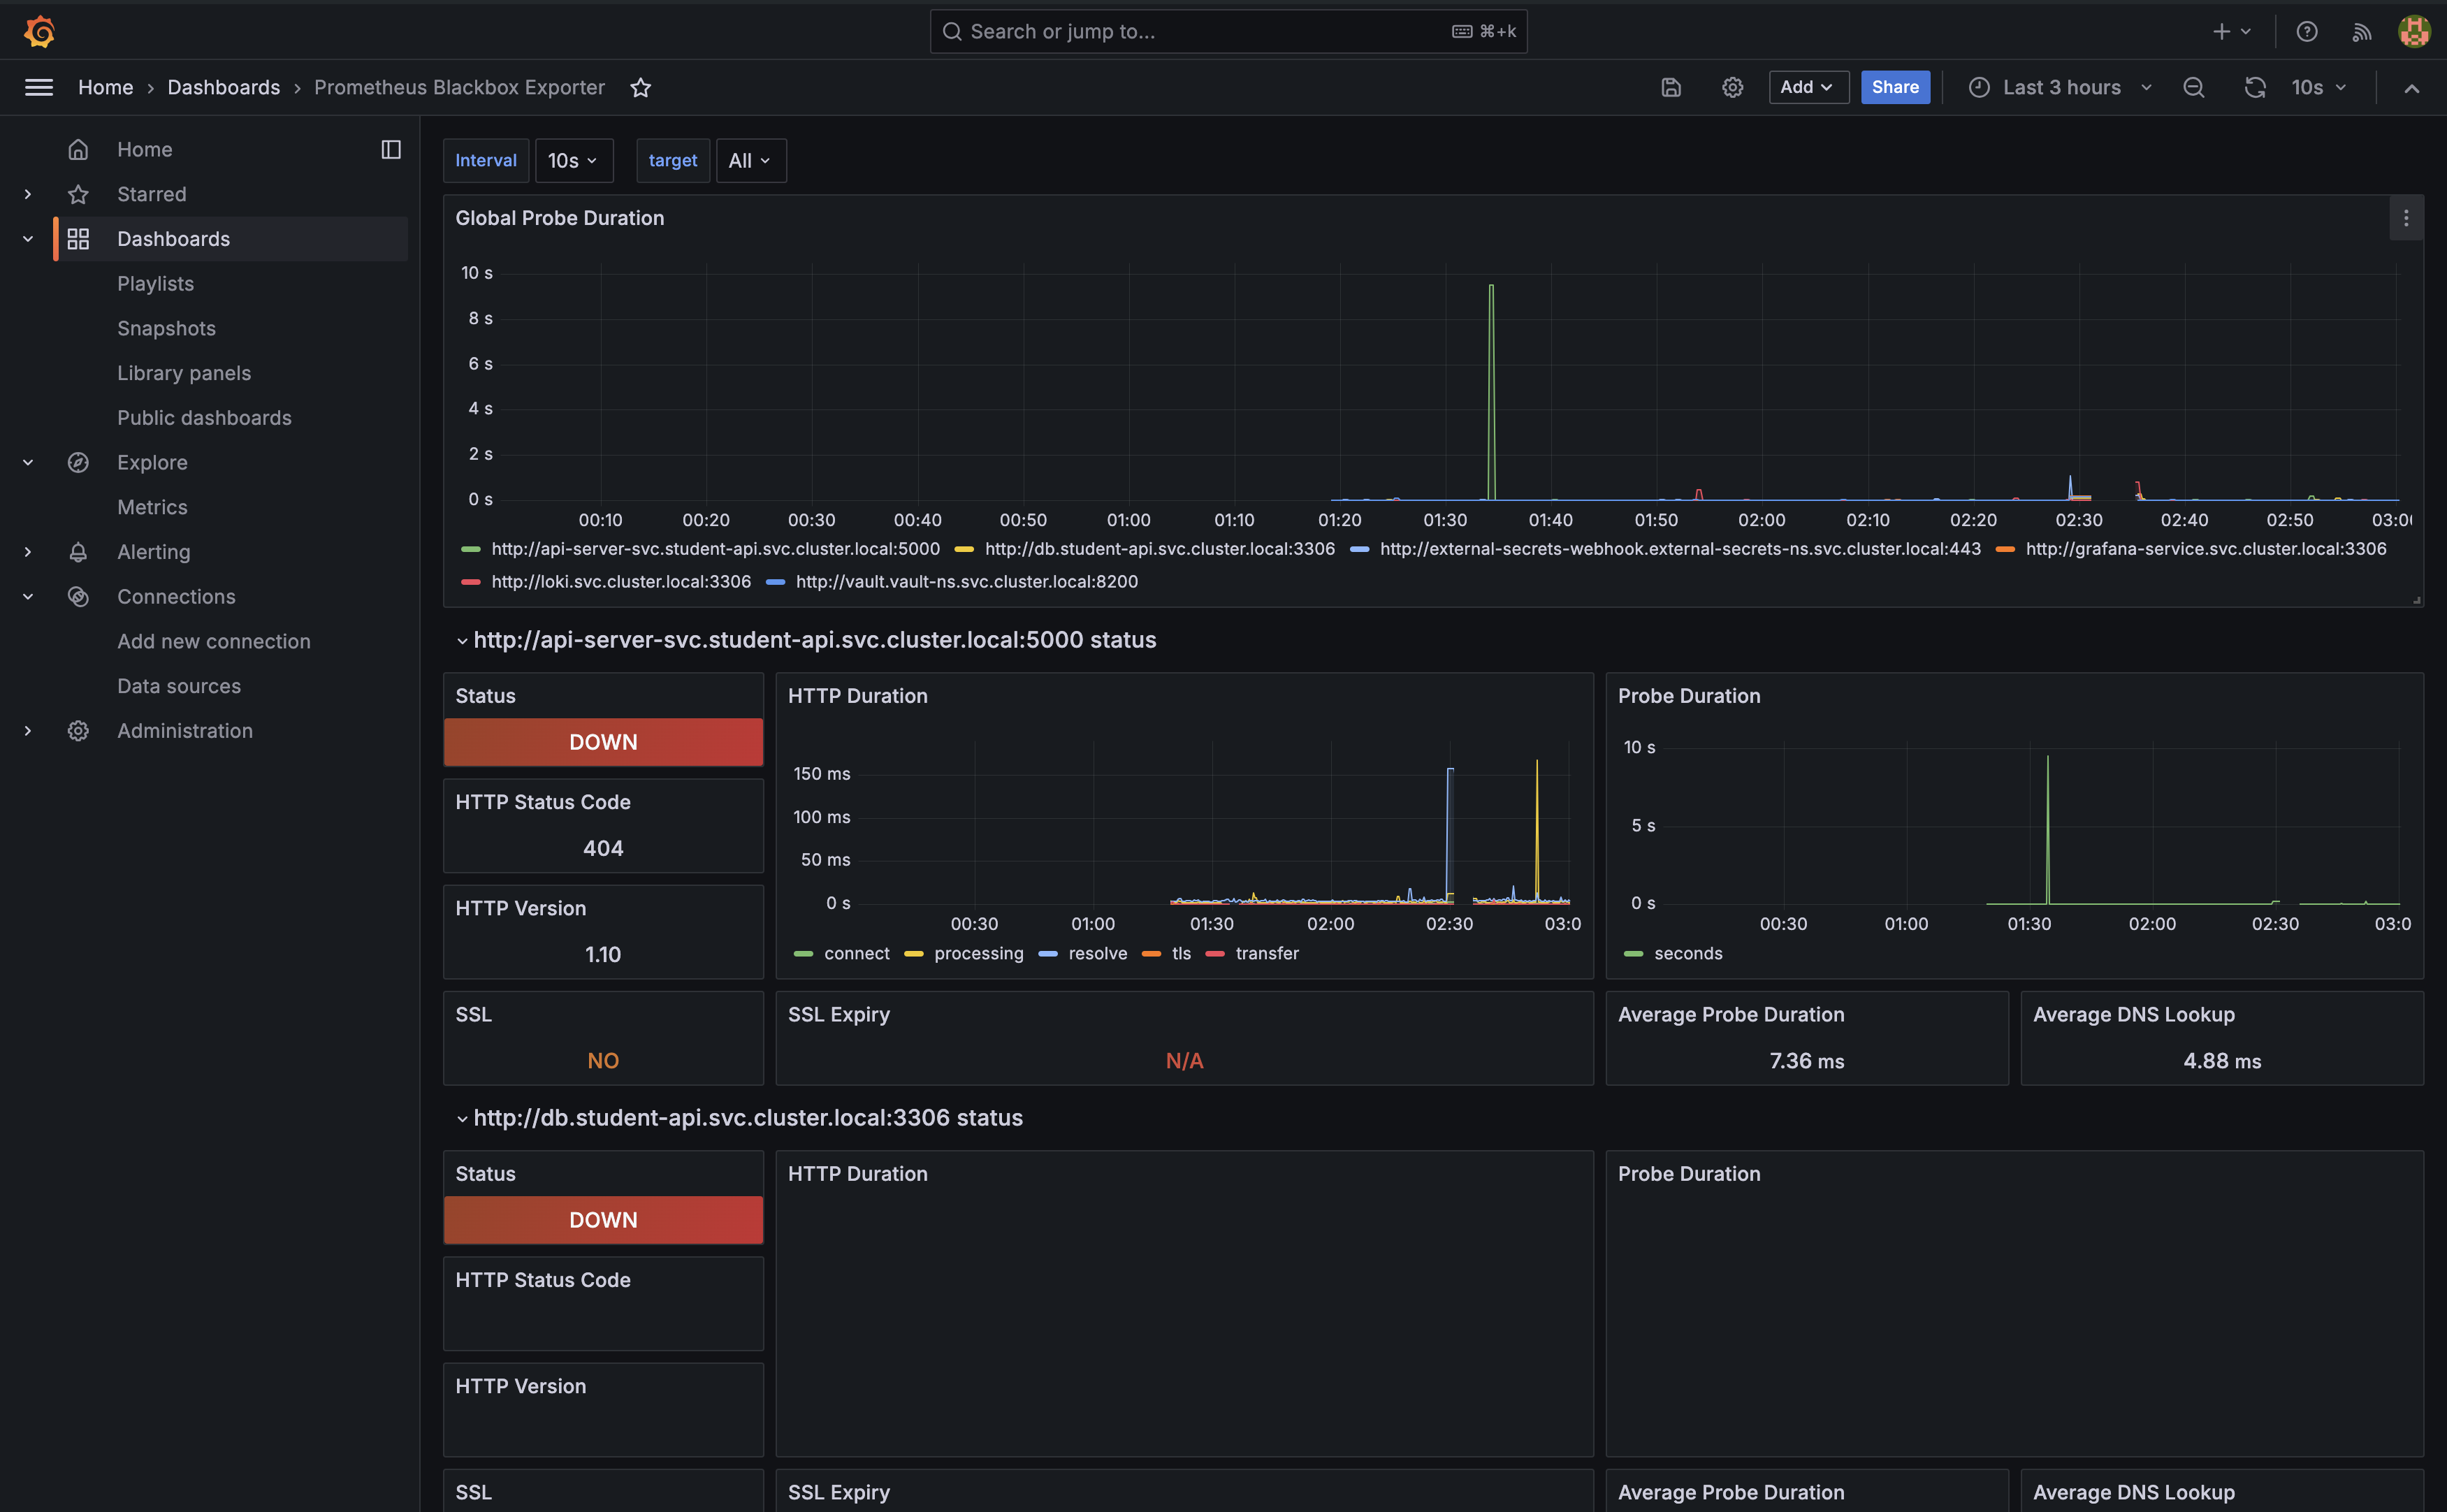 Search or jump to...
⌘+k
Home › Dashboards › Prometheus Blackbox Exporter
Add
Share
Last 3 hours
10s
Home
Starred
Dashboards
Playlists
Snapshots
Library panels
Public dashboards
Explore
Metrics
Alerting
Connections
Add new connection
Data sources
Administration
Interval 10s target All
Global Probe Duration
10 s
8 s
6 s
4 s
2 s
0 s
00:10 00:20 00:30 00:40 00:50 01:00 01:10 01:20 01:30 01:40 01:50 02:00 02:10 02:20 02:30 02:40 02:50 03:0
http://api-server-svc.student-api.svc.cluster.local:5000 http://db.student-api.svc.cluster.local:3306 http://external-secrets-webhook.external-secrets-ns.svc.cluster.local:443 http://grafana-service.svc.cluster.local:3306
http://loki.svc.cluster.local:3306 http://vault.vault-ns.svc.cluster.local:8200
http://api-server-svc.student-api.svc.cluster.local:5000 status
Status
DOWN
HTTP Status Code
404
HTTP Version
1.10
HTTP Duration
150 ms
100 ms
50 ms
0 s
00:30 01:00 01:30 02:00 02:30 03:0
connect processing resolve tls transfer
Probe Duration
10 s
5 s
0 s
00:30 01:00 01:30 02:00 02:30 03:0
seconds
SSL
NO
SSL Expiry
N/A
Average Probe Duration
7.36 ms
Average DNS Lookup
4.88 ms
http://db.student-api.svc.cluster.local:3306 status
Status
DOWN
HTTP Status Code
HTTP Version
HTTP Duration
Probe Duration
SSL
SSL Expiry
Average Probe Duration
Average DNS Lookup